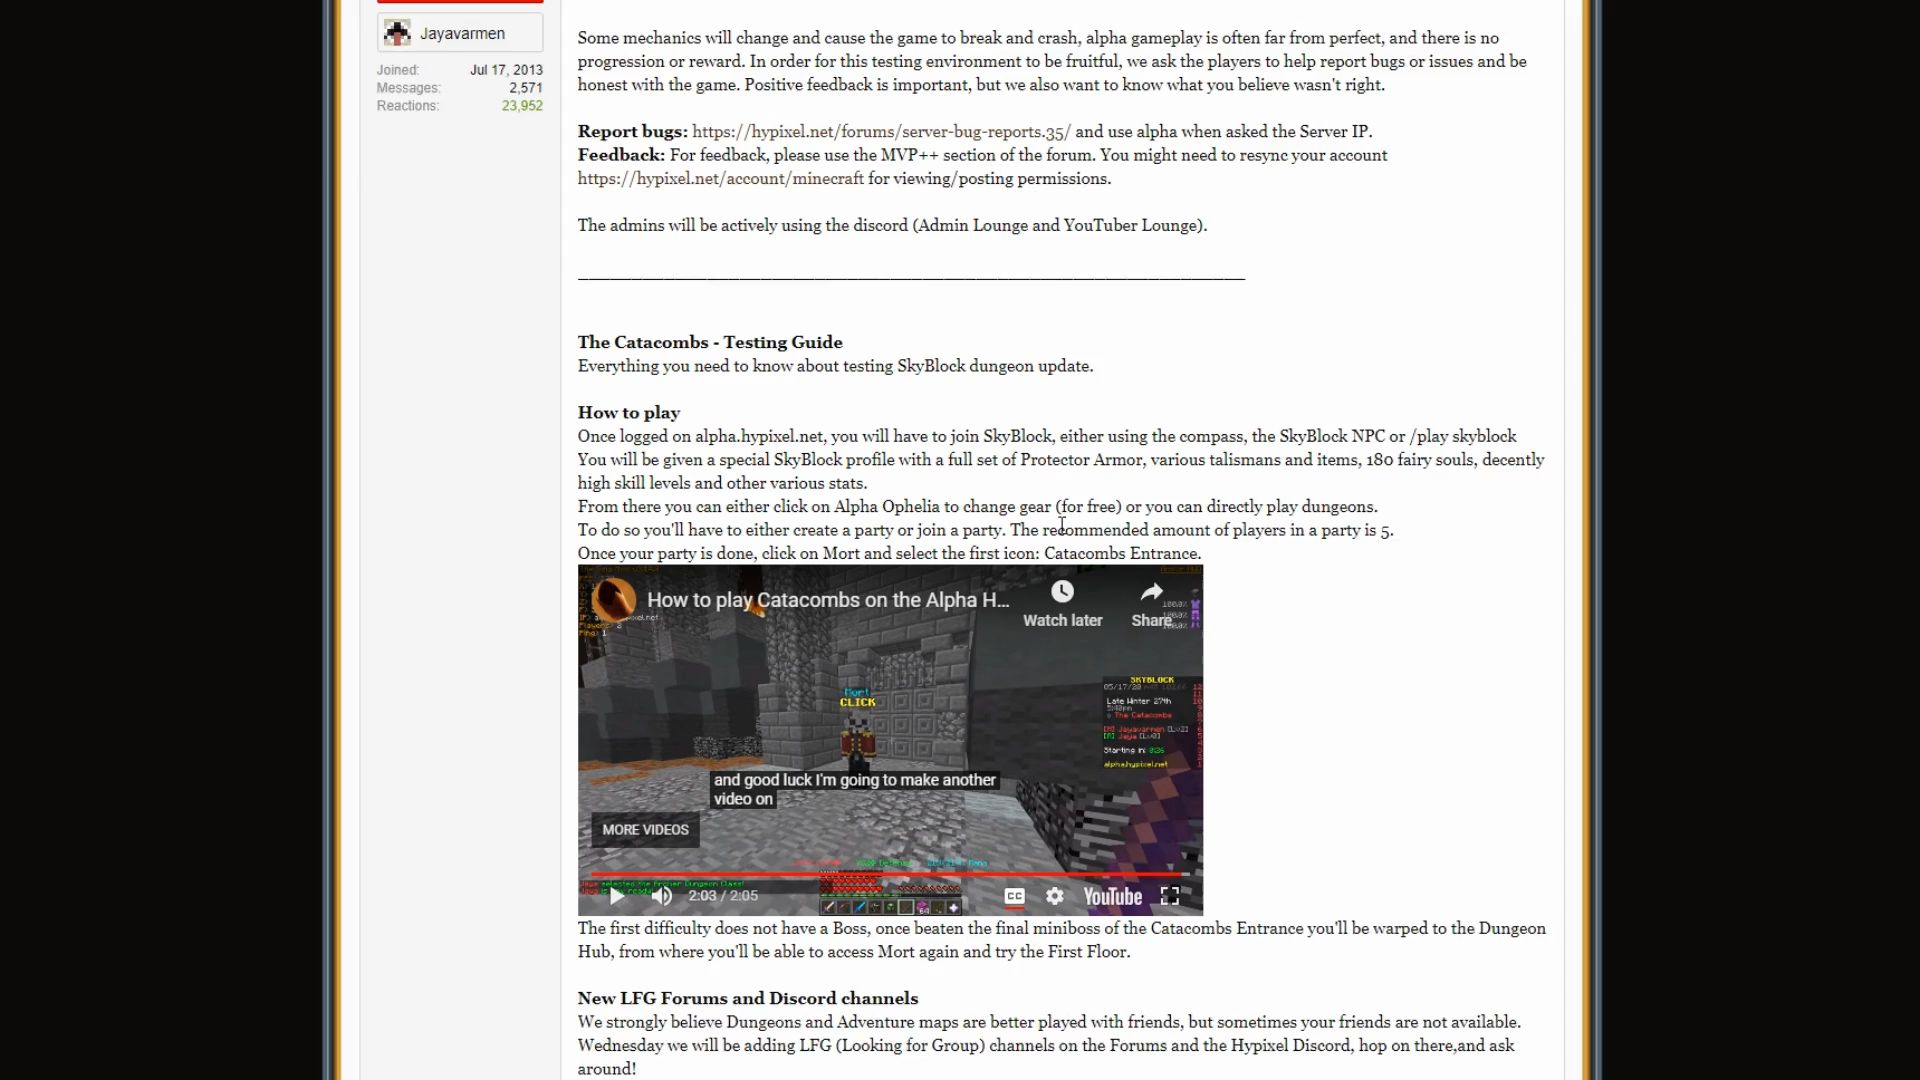 Jayavarmen
Joined: Jul 17, 2013
Messages: 2,571
Reactions: 23,952
Some mechanics will change and cause the game to break and crash, alpha gameplay is often far from perfect, and there is no
progression or reward. In order for this testing environment to be fruitful, we ask the players to help report bugs or issues and be
honest with the game. Positive feedback is important, but we also want to know what you believe wasn't right.
Report bugs: https://hypixel.net/forums/server-bug-reports.35/ and use alpha when asked the Server IP.
Feedback: For feedback, please use the MVP++ section of the forum. You might need to resync your account
https://hypixel.net/account/minecraft for viewing/posting permissions.
The admins will be actively using the discord (Admin Lounge and YouTuber Lounge).
The Catacombs - Testing Guide
Everything you need to know about testing SkyBlock dungeon update.
How to play
Once logged on alpha.hypixel.net, you will have to join SkyBlock, either using the compass, the SkyBlock NPC or /play skyblock
You will be given a special SkyBlock profile with a full set of Protector Armor, various talismans and items, 180 fairy souls, decently
high skill levels and other various stats.
From there you can either click on Alpha Ophelia to change gear (for free) or you can directly play dungeons.
To do so you'll have to either create a party or join a party. The recommended amount of players in a party is 5.
Once your party is done, click on Mort and select the first icon: Catacombs Entrance.
How to play Catacombs on the Alpha H...
Watch later
Share
SKYBLOCK
05/17/20
Late Winter 27th
5:40pm
The Catacombs
Starting in: 0:26
alpha.hypixel.net
Mort
CLICK
and good luck I'm going to make another
video on
MORE VIDEOS
2:03 / 2:05
CC
YouTube
The first difficulty does not have a Boss, once beaten the final miniboss of the Catacombs Entrance you'll be warped to the Dungeon
Hub, from where you'll be able to access Mort again and try the First Floor.
New LFG Forums and Discord channels
We strongly believe Dungeons and Adventure maps are better played with friends, but sometimes your friends are not available.
Wednesday we will be adding LFG (Looking for Group) channels on the Forums and the Hypixel Discord, hop on there,and ask
around!